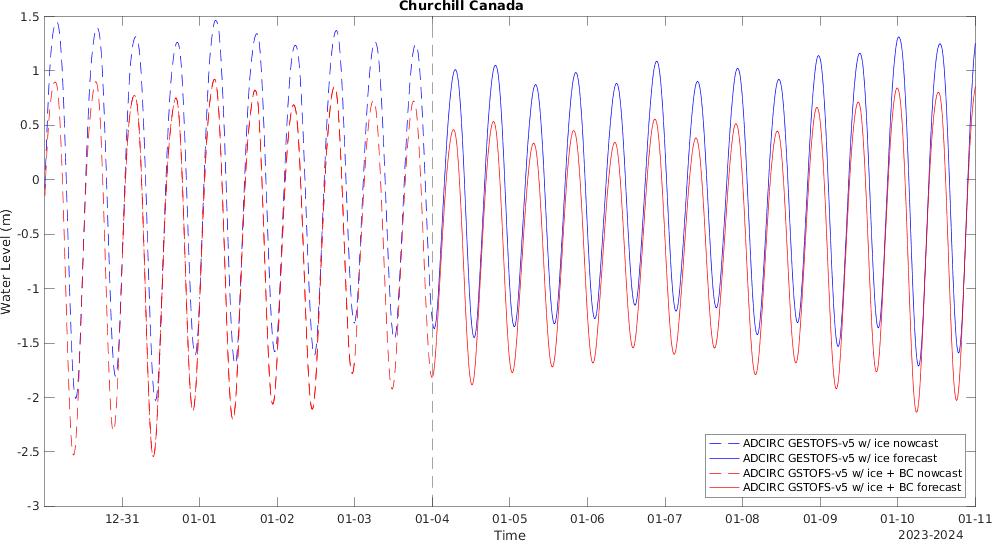 Churchill Canada
1.5
1
0.5
0
-0.5
-1
-1.5
-2
-2.5
-3
Water Level (m)
12-31 01-01 01-02 01-03 01-04 01-05 01-06 01-07 01-08 01-09 01-10 01-11
Time
2023-2024
ADCIRC GESTOFS-v5 w/ ice nowcast
ADCIRC GESTOFS-v5 w/ ice forecast
ADCIRC GSTOFS-v5 w/ ice + BC nowcast
ADCIRC GSTOFS-v5 w/ ice + BC forecast